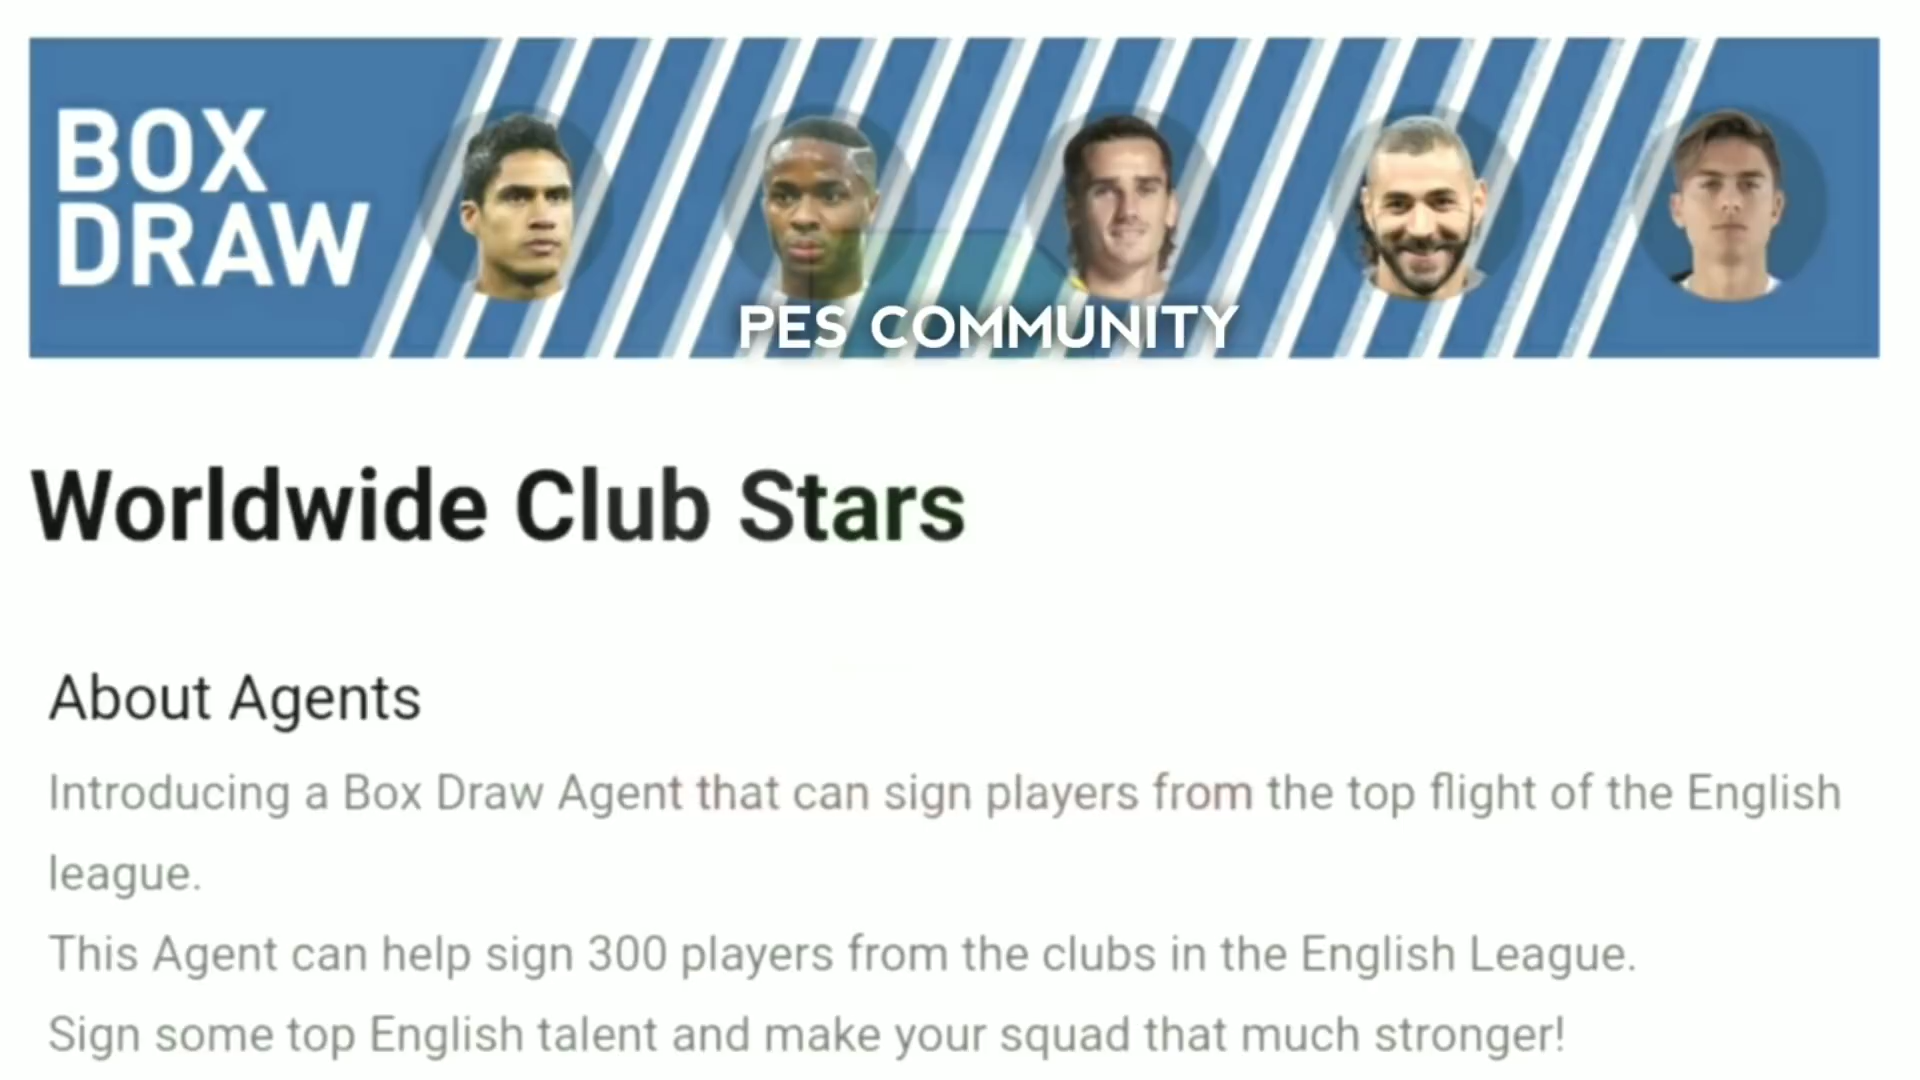 BOX
DRAW
PES COMMUNITY
Worldwide Club Stars
About Agents
Introducing a Box Draw Agent that can sign players from the top flight of the English
league.
This Agent can help sign 300 players from the clubs in the English League.
Sign some top English talent and make your squad that much stronger!